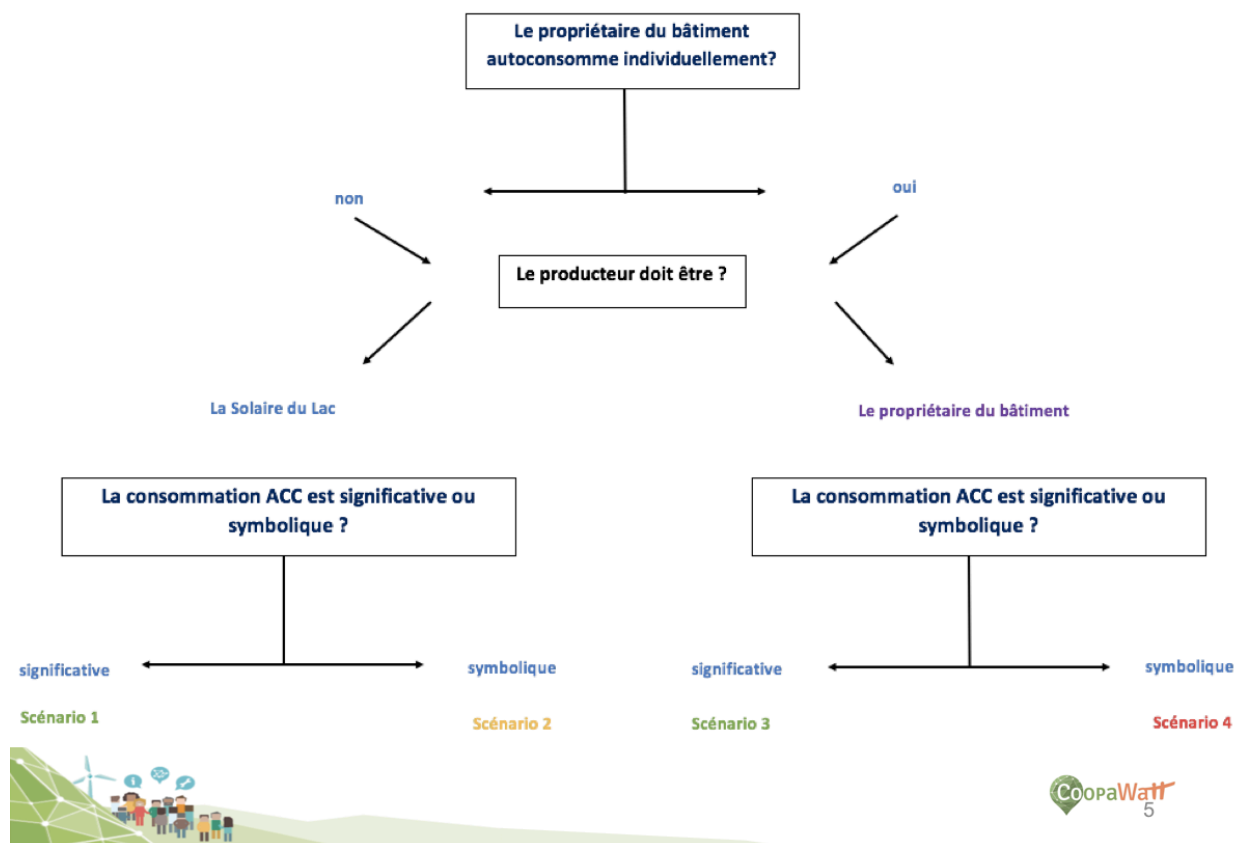 Le propriétaire du bâtiment
autoconsomme individuellement?
non
oui
Le producteur doit être ?
La Solaire du Lac
Le propriétaire du bâtiment
La consommation ACC est significative ou
symbolique ?
La consommation ACC est significative ou
symbolique ?
significative
symbolique
significative
symbolique
Scénario 1
Scénario 2
Scénario 3
Scénario 4
CoopaWatt
5